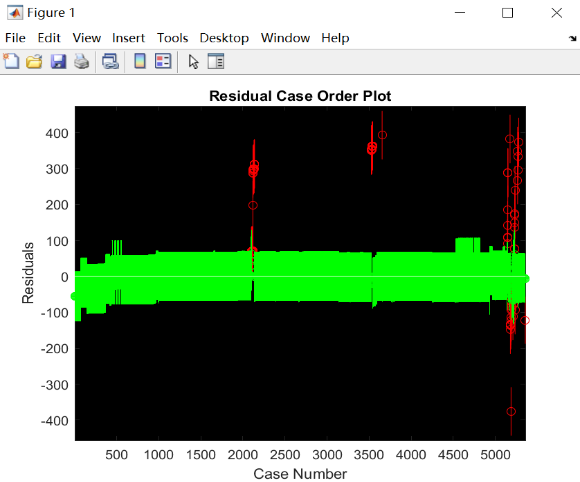 Figure 1
File Edit View Insert Tools Desktop Window Help
Residual Case Order Plot
400
300
200
100
0
-100
-200
-300
-400
Residuals
500 1000 1500 2000 2500 3000 3500 4000 4500 5000
Case Number